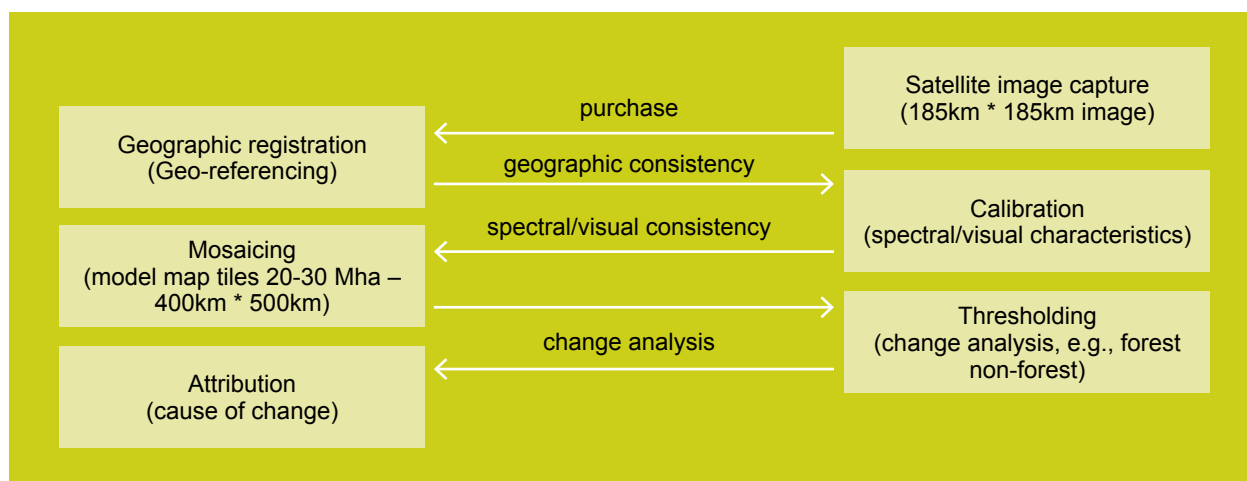 Satellite image capture
(185km * 185km image)
purchase
Geographic registration
(Geo-referencing)
geographic consistency
Calibration
(spectral/visual characteristics)
spectral/visual consistency
Mosaicing
(model map tiles 20-30 Mha –
400km * 500km)
Thresholding
(change analysis, e.g., forest
non-forest)
change analysis
Attribution
(cause of change)